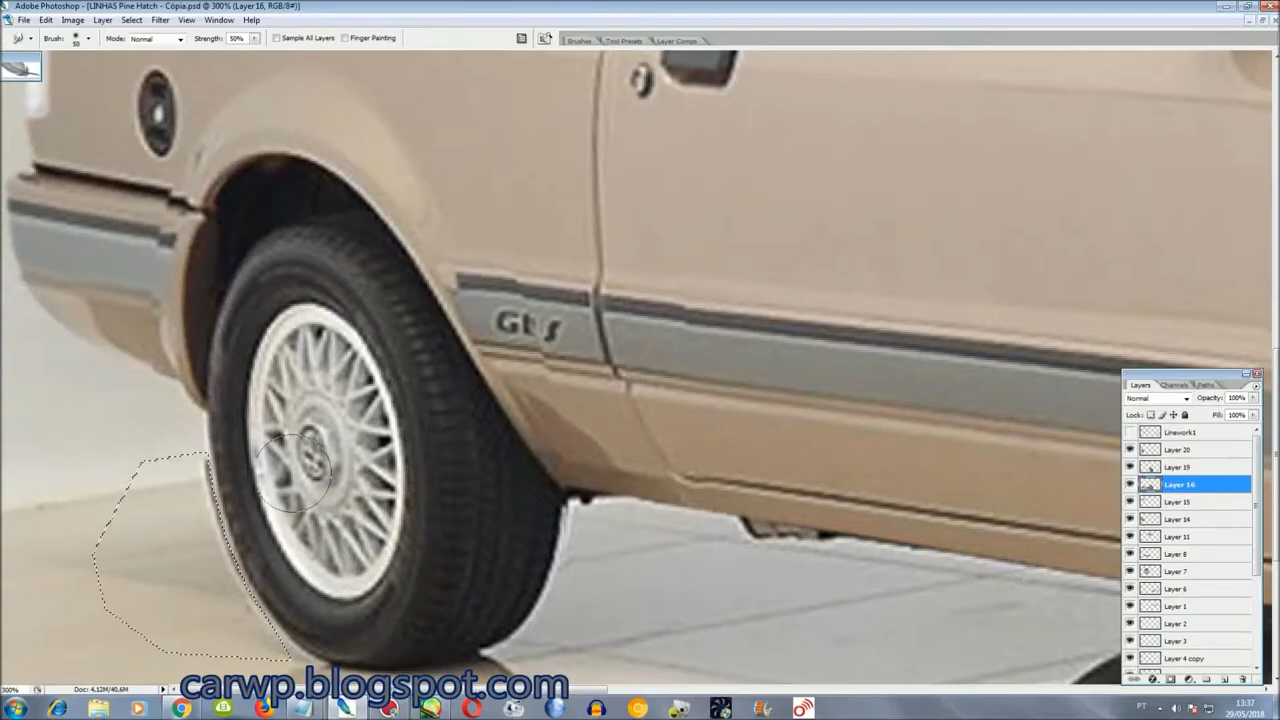 Adobe Photoshop - [LINHAS Pine Hatch - Cópia.psd @ 300% (Layer 16, RGB/8#)]
File Edit Image Layer Select Filter View Window Help
Brush: 50 Mode: Normal Strength: 50% Sample All Layers Finger Painting Brushes Tool Presets Layer Comps
Gt s
Layers Channels Paths
Normal Opacity: 100%
Lock: Fill: 100%
Linework1
Layer 20
Layer 19
Layer 16
Layer 15
Layer 14
Layer 11
Layer 8
Layer 7
Layer 6
Layer 1
Layer 2
Layer 3
Layer 4 copy
300% Doc: 4,12M/40,6M
carwp.blogspot.com
PT 13:37
29/05/2018